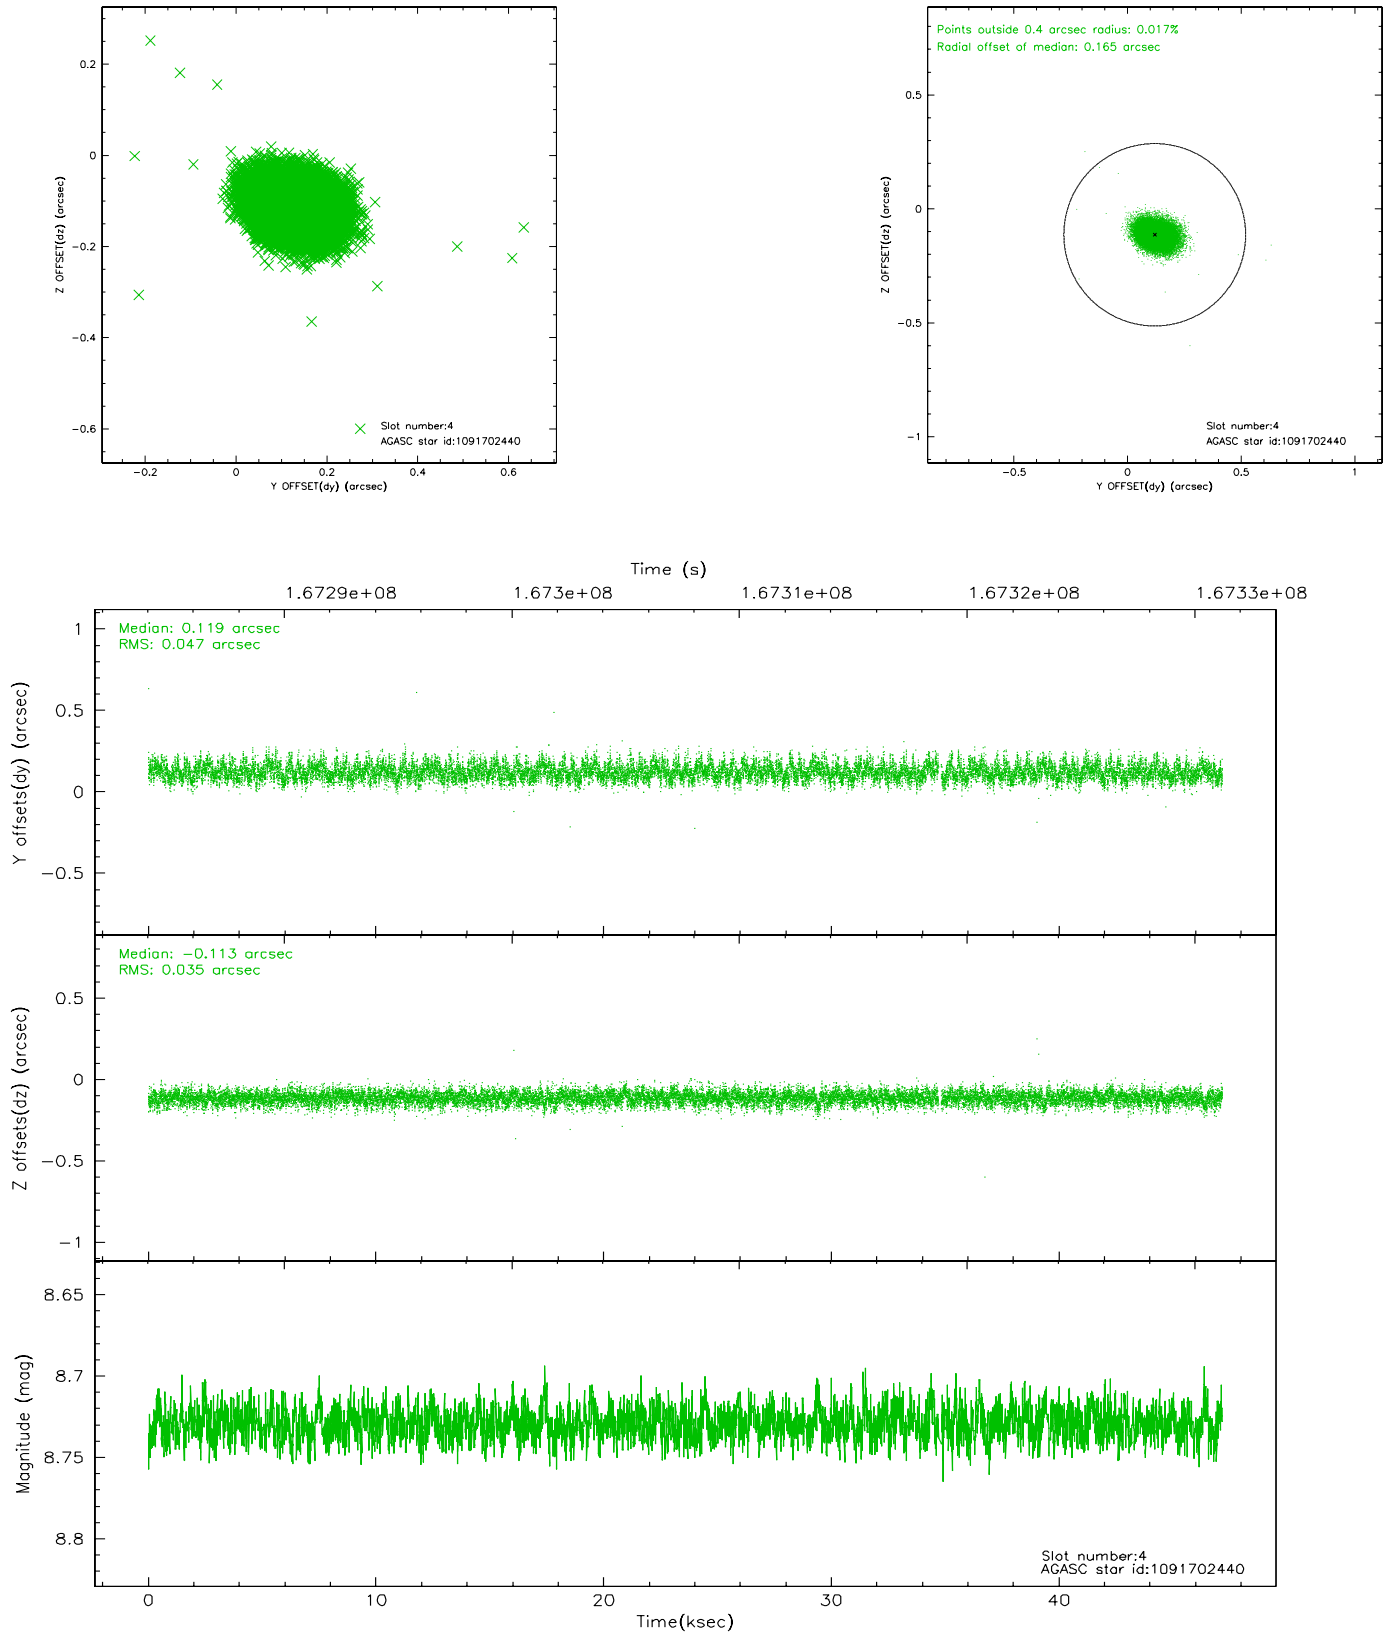 0.2
0
−0.2
−0.4
−0.6
Z OFFSET(dz) (arcsec)
Slot number:4
AGASC star id:1091702440
−0.2 0 0.2 0.4 0.6
Y OFFSET(dy) (arcsec)
Points outside 0.4 arcsec radius: 0.017%
Radial offset of median: 0.165 arcsec
0.5
0
−0.5
−1
Z OFFSET(dz) (arcsec)
Slot number:4
AGASC star id:1091702440
−0.5 0 0.5 1
Y OFFSET(dy) (arcsec)
Time (s)
1.6729e+08 1.673e+08 1.6731e+08 1.6732e+08 1.6733e+08
Median: 0.119 arcsec
RMS: 0.047 arcsec
1
0.5
0
−0.5
Y offsets(dy) (arcsec)
Median: −0.113 arcsec
RMS: 0.035 arcsec
0.5
0
−0.5
−1
Z offsets(dz) (arcsec)
8.65
8.7
8.75
8.8
Magnitude (mag)
Slot number:4
AGASC star id:1091702440
0 10 20 30 40
Time(ksec)